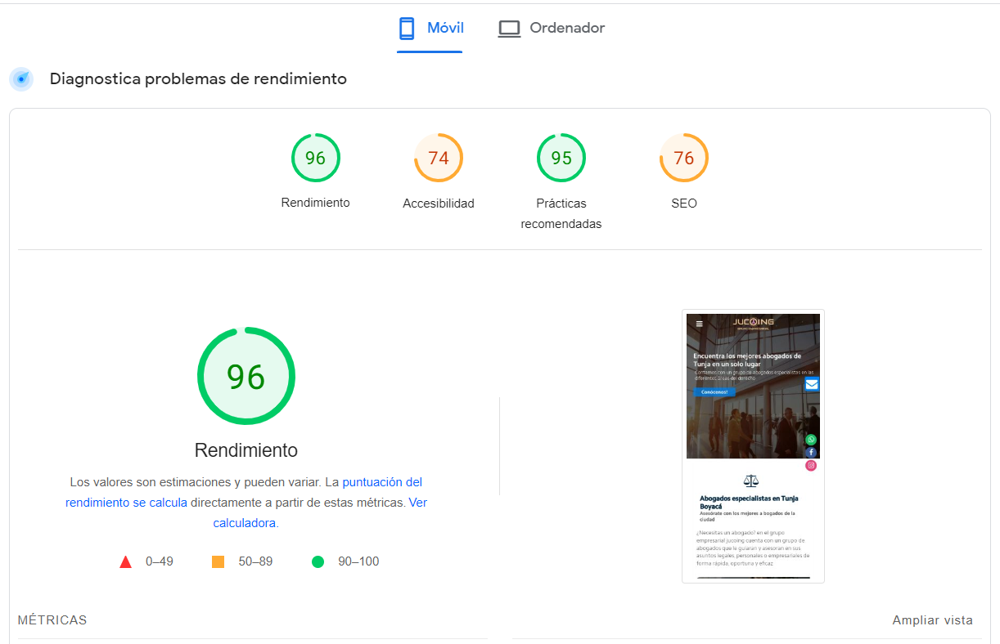 Móvil
Ordenador
Diagnostica problemas de rendimiento
96
74
95
76
Rendimiento
Accesibilidad
Prácticas
recomendadas
SEO
96
Rendimiento
Los valores son estimaciones y pueden variar. La puntuación del
rendimiento se calcula directamente a partir de estas métricas. Ver
calculadora.
0–49
50–89
90–100
JUCOING
GRUPO EMPRESARIAL
Encuentra los mejores abogados de
Tunja en un solo lugar
Contamos con un grupo de abogados especialistas en las
diferentes áreas del derecho
Conócenos!
Abogados especialistas en Tunja
Boyacá
Asesórate con los mejores a bogados de la
ciudad
¿Necesitas un abogado? en el grupo
empresarial jucoing cuenta con un grupo de
abogados que le guiaran y asesoran en sus
asuntos legales, personales o empresariales de
forma rápida, oportuna y eficaz
MÉTRICAS
Ampliar vista